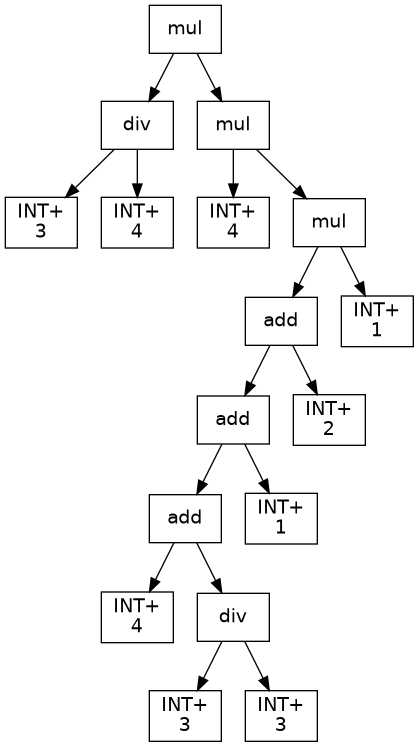 mul
div
mul
INT+
3
INT+
4
INT+
4
mul
add
INT+
1
add
INT+
2
add
INT+
1
INT+
4
div
INT+
3
INT+
3